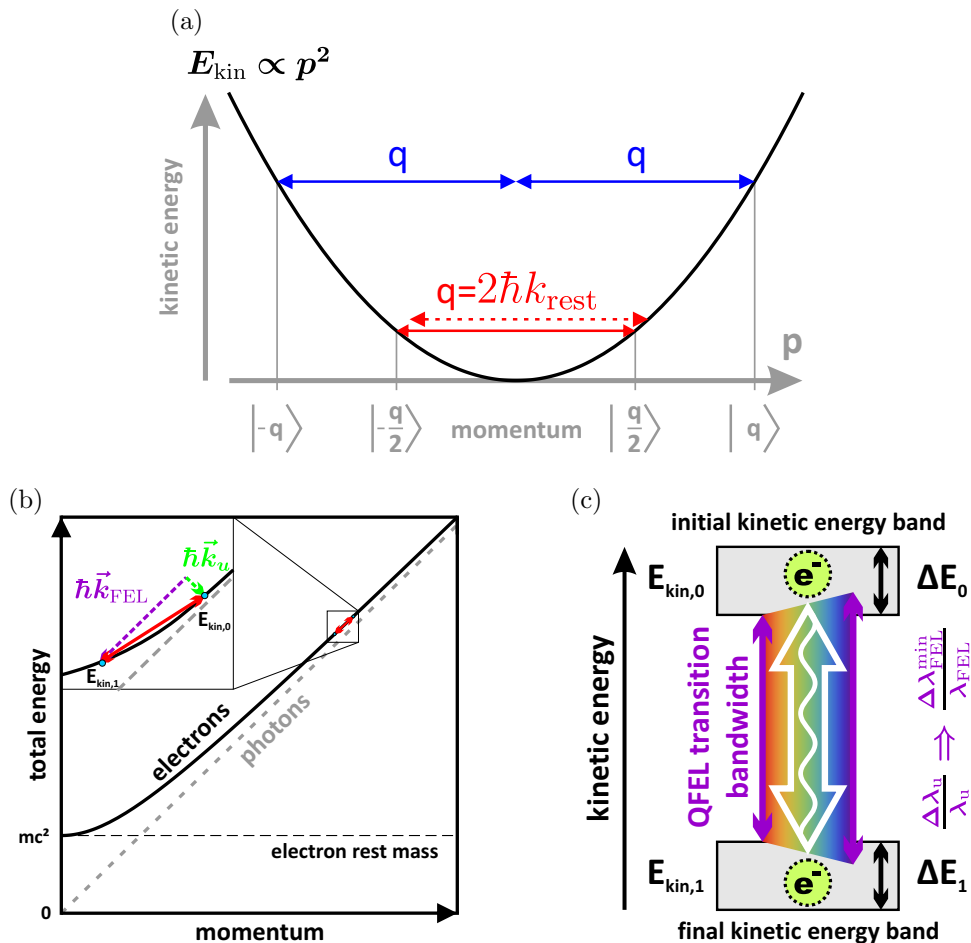 (a)
E_kin ∝ p²
kinetic energy
q
q
q=2ħk_rest
p
|-q⟩
|-q/2⟩
momentum
|q/2⟩
|q⟩
(b)
ħk⃗_u
ħk⃗_FEL
E_kin,0
E_kin,1
total energy
electrons
photons
mc²
electron rest mass
0
momentum
(c)
initial kinetic energy band
E_kin,0
e⁻
ΔE₀
kinetic energy
QFEL transition
bandwidth
Δλ_u/λ_u ⇒ Δλ_FEL^min/λ_FEL
E_kin,1
e⁻
ΔE₁
final kinetic energy band